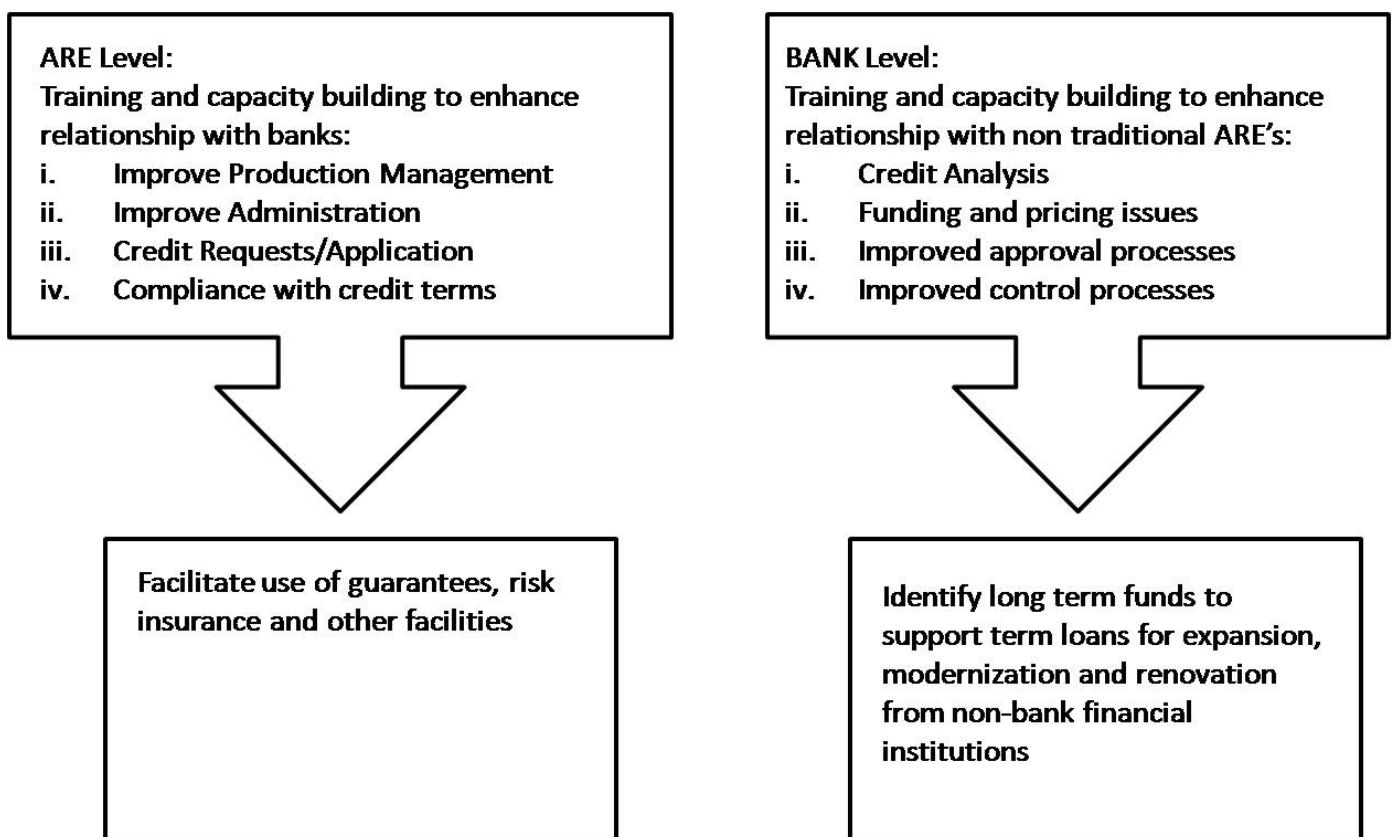 ARE Level:
Training and capacity building to enhance
relationship with banks:
i. Improve Production Management
ii. Improve Administration
iii. Credit Requests/Application
iv. Compliance with credit terms
BANK Level:
Training and capacity building to enhance
relationship with non traditional ARE's:
i. Credit Analysis
ii. Funding and pricing issues
iii. Improved approval processes
iv. Improved control processes
Facilitate use of guarantees, risk
insurance and other facilities
Identify long term funds to
support term loans for expansion,
modernization and renovation
from non-bank financial
institutions